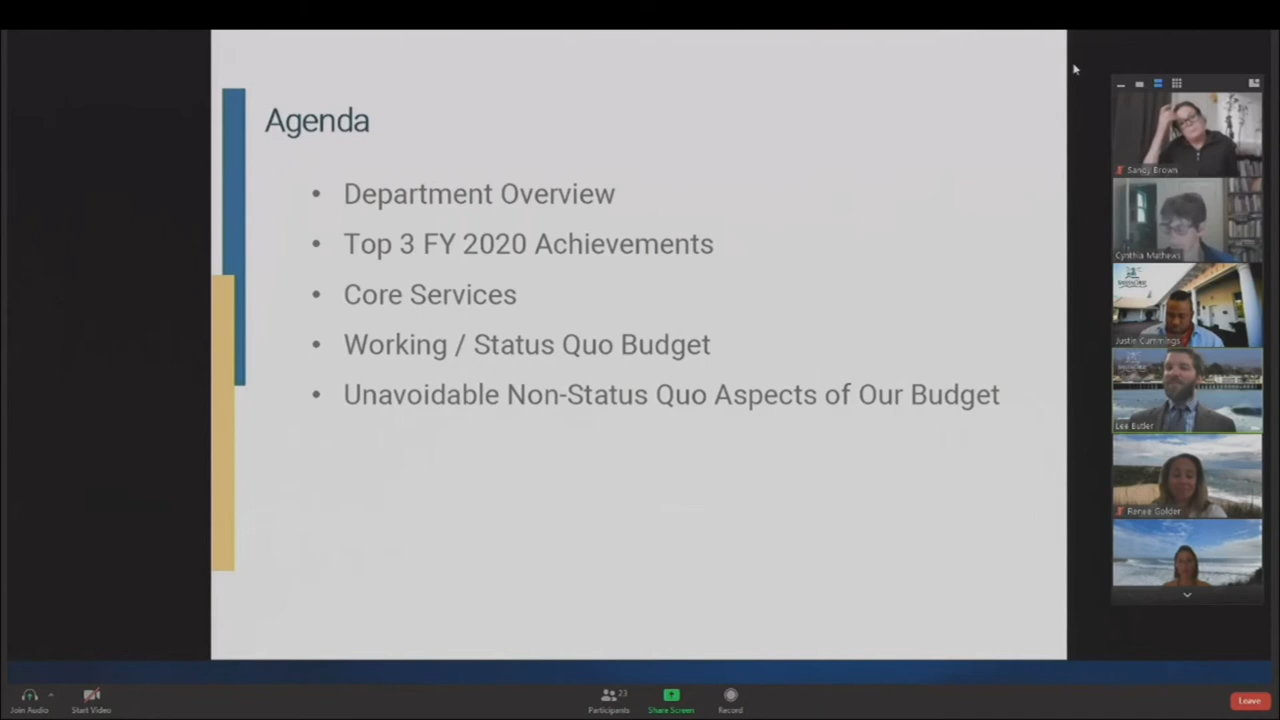 Agenda
• Department Overview
• Top 3 FY 2020 Achievements
• Core Services
• Working / Status Quo Budget
• Unavoidable Non-Status Quo Aspects of Our Budget
Sandy Brown
Cynthia Mathews
Justin Cummings
Lee Butler
Renee Golder
Join Audio
Start Video
23
Participants
Share Screen
Record
Leave